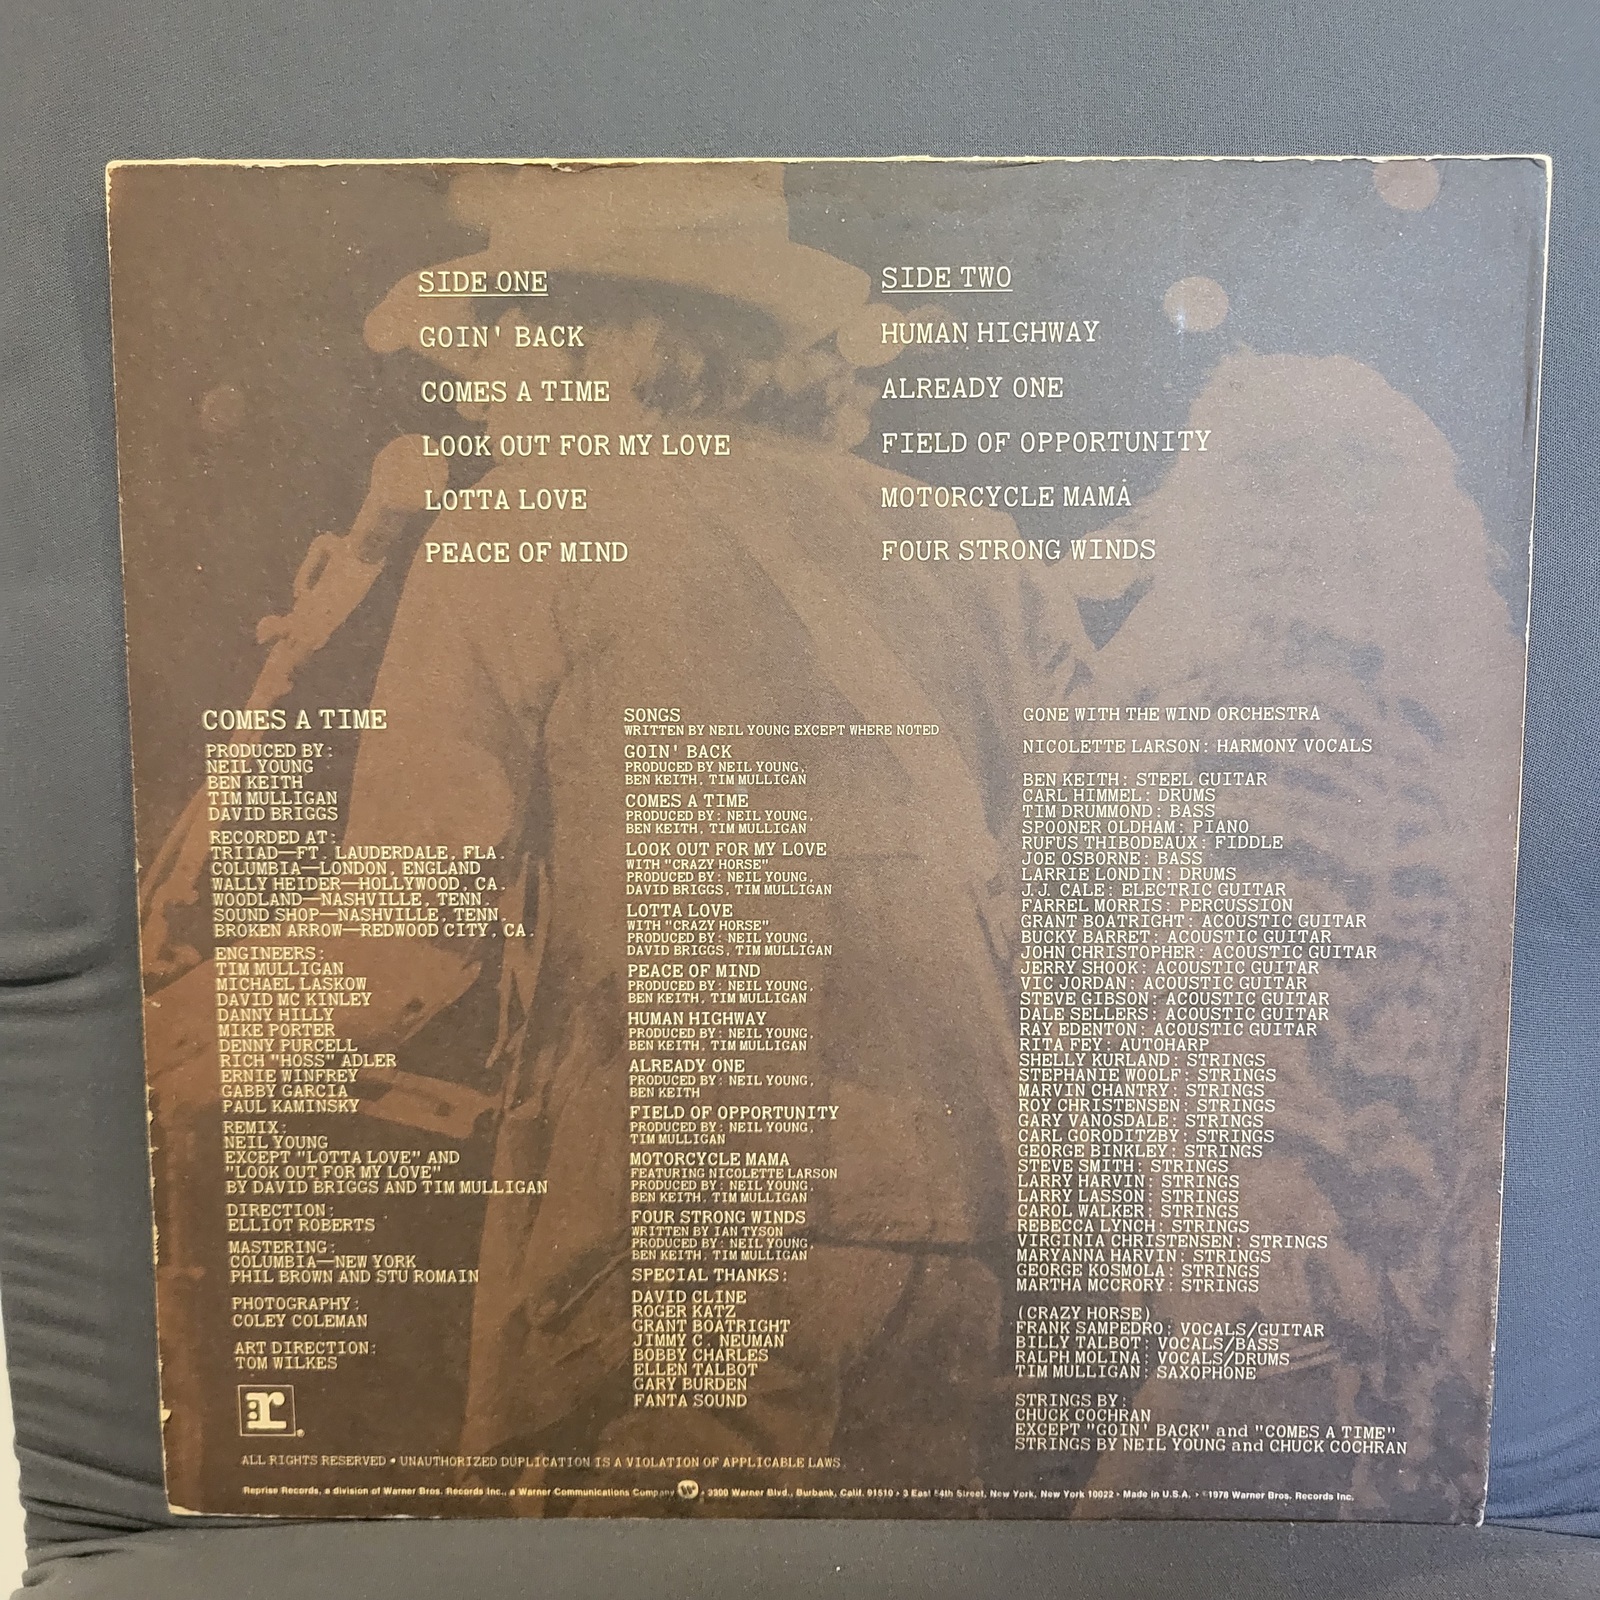 SIDE ONE
GOIN' BACK
COMES A TIME
LOOK OUT FOR MY LOVE
LOTTA LOVE
PEACE OF MIND
SIDE TWO
HUMAN HIGHWAY
ALREADY ONE
FIELD OF OPPORTUNITY
MOTORCYCLE MAMA
FOUR STRONG WINDS
COMES A TIME
PRODUCED BY:
NEIL YOUNG
BEN KEITH
TIM MULLIGAN
DAVID BRIGGS
RECORDED AT:
TRIIAD—FT. LAUDERDALE, FLA.
COLUMBIA—LONDON, ENGLAND
WALLY HEIDER—HOLLYWOOD, CA.
WOODLAND—NASHVILLE, TENN.
SOUND SHOP—NASHVILLE, TENN.
BROKEN ARROW—REDWOOD CITY, CA.
ENGINEERS:
TIM MULLIGAN
MICHAEL LASKOW
DAVID MC KINLEY
DANNY HILLY
MIKE PORTER
DENNY PURCELL
RICH "HOSS" ADLER
ERNIE WINFREY
GABBY GARCIA
PAUL KAMINSKY
REMIX:
NEIL YOUNG
EXCEPT "LOTTA LOVE" AND
"LOOK OUT FOR MY LOVE"
BY DAVID BRIGGS AND TIM MULLIGAN
DIRECTION:
ELLIOT ROBERTS
MASTERING:
COLUMBIA—NEW YORK
PHIL BROWN AND STU ROMAIN
PHOTOGRAPHY:
COLEY COLEMAN
ART DIRECTION:
TOM WILKES
:r®
SONGS
WRITTEN BY NEIL YOUNG EXCEPT WHERE NOTED
GOIN' BACK
PRODUCED BY: NEIL YOUNG,
BEN KEITH, TIM MULLIGAN
COMES A TIME
PRODUCED BY: NEIL YOUNG,
BEN KEITH, TIM MULLIGAN
LOOK OUT FOR MY LOVE
WITH "CRAZY HORSE"
PRODUCED BY: NEIL YOUNG,
DAVID BRIGGS, TIM MULLIGAN
LOTTA LOVE
WITH "CRAZY HORSE"
PRODUCED BY: NEIL YOUNG,
DAVID BRIGGS, TIM MULLIGAN
PEACE OF MIND
PRODUCED BY: NEIL YOUNG,
BEN KEITH, TIM MULLIGAN
HUMAN HIGHWAY
PRODUCED BY: NEIL YOUNG,
BEN KEITH, TIM MULLIGAN
ALREADY ONE
PRODUCED BY: NEIL YOUNG,
BEN KEITH
FIELD OF OPPORTUNITY
PRODUCED BY: NEIL YOUNG,
TIM MULLIGAN
MOTORCYCLE MAMA
FEATURING NICOLETTE LARSON
PRODUCED BY: NEIL YOUNG,
BEN KEITH, TIM MULLIGAN
FOUR STRONG WINDS
WRITTEN BY IAN TYSON
PRODUCED BY: NEIL YOUNG,
BEN KEITH, TIM MULLIGAN
SPECIAL THANKS:
DAVID CLINE
ROGER KATZ
GRANT BOATRIGHT
JIMMY C. NEUMAN
BOBBY CHARLES
ELLEN TALBOT
GARY BURDEN
FANTA SOUND
GONE WITH THE WIND ORCHESTRA
NICOLETTE LARSON: HARMONY VOCALS
BEN KEITH: STEEL GUITAR
CARL HIMMEL: DRUMS
TIM DRUMMOND: BASS
SPOONER OLDHAM: PIANO
RUFUS THIBODEAUX: FIDDLE
JOE OSBORNE: BASS
LARRIE LONDIN: DRUMS
J.J. CALE: ELECTRIC GUITAR
FARREL MORRIS: PERCUSSION
GRANT BOATRIGHT: ACOUSTIC GUITAR
BUCKY BARRET: ACOUSTIC GUITAR
JOHN CHRISTOPHER: ACOUSTIC GUITAR
JERRY SHOOK: ACOUSTIC GUITAR
VIC JORDAN: ACOUSTIC GUITAR
STEVE GIBSON: ACOUSTIC GUITAR
DALE SELLERS: ACOUSTIC GUITAR
RAY EDENTON: ACOUSTIC GUITAR
RITA FEY: AUTOHARP
SHELLY KURLAND: STRINGS
STEPHANIE WOOLF: STRINGS
MARVIN CHANTRY: STRINGS
ROY CHRISTENSEN: STRINGS
GARY VANOSDALE: STRINGS
CARL GORODITZBY: STRINGS
GEORGE BINKLEY: STRINGS
STEVE SMITH: STRINGS
LARRY HARVIN: STRINGS
LARRY LASSON: STRINGS
CAROL WALKER: STRINGS
REBECCA LYNCH: STRINGS
VIRGINIA CHRISTENSEN: STRINGS
MARYANNA HARVIN: STRINGS
GEORGE KOSMOLA: STRINGS
MARTHA MCCRORY: STRINGS
(CRAZY HORSE)
FRANK SAMPEDRO: VOCALS/GUITAR
BILLY TALBOT: VOCALS/BASS
RALPH MOLINA: VOCALS/DRUMS
TIM MULLIGAN: SAXOPHONE
STRINGS BY:
CHUCK COCHRAN
EXCEPT "GOIN' BACK" and "COMES A TIME"
STRINGS BY NEIL YOUNG and CHUCK COCHRAN
ALL RIGHTS RESERVED • UNAUTHORIZED DUPLICATION IS A VIOLATION OF APPLICABLE LAWS.
Reprise Records, a division of Warner Bros. Records Inc., a Warner Communications Company W • 3300 Warner Blvd., Burbank, Calif. 91510 • 3 East 54th Street, New York, New York 10022 • Made in U.S.A. • ©1978 Warner Bros. Records Inc.